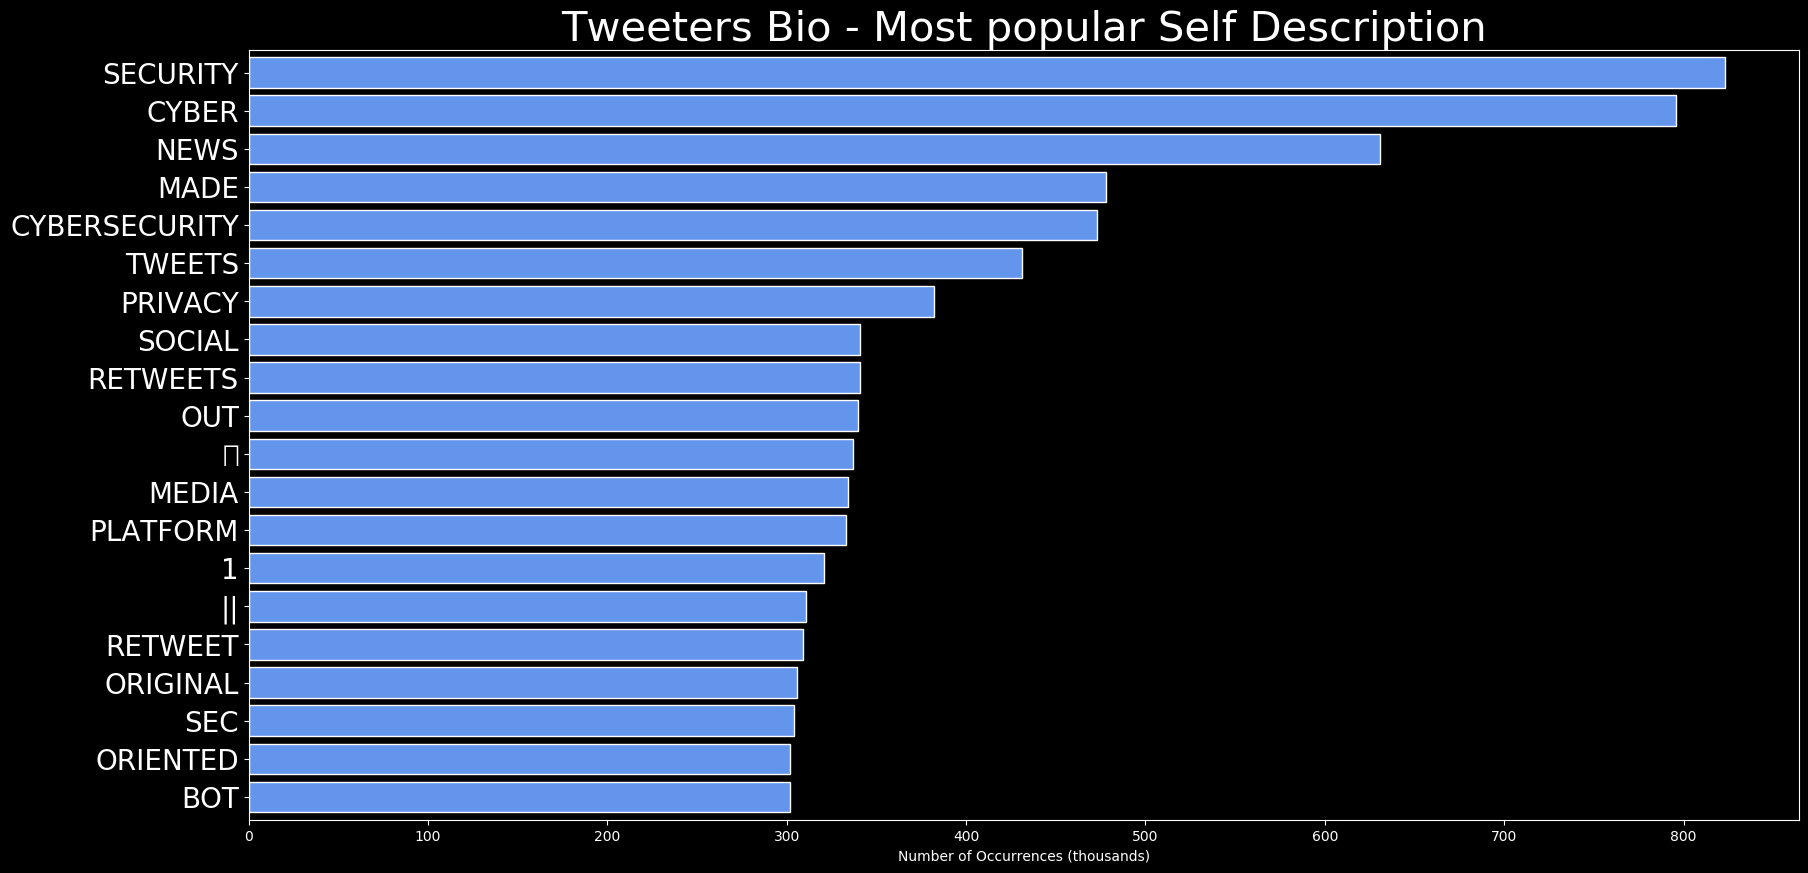 Tweeters Bio - Most popular Self Description
SECURITY
CYBER
NEWS
MADE
CYBERSECURITY
TWEETS
PRIVACY
SOCIAL
RETWEETS
OUT
MEDIA
PLATFORM
1
||
RETWEET
ORIGINAL
SEC
ORIENTED
BOT
0 100 200 300 400 500 600 700 800
Number of Occurrences (thousands)